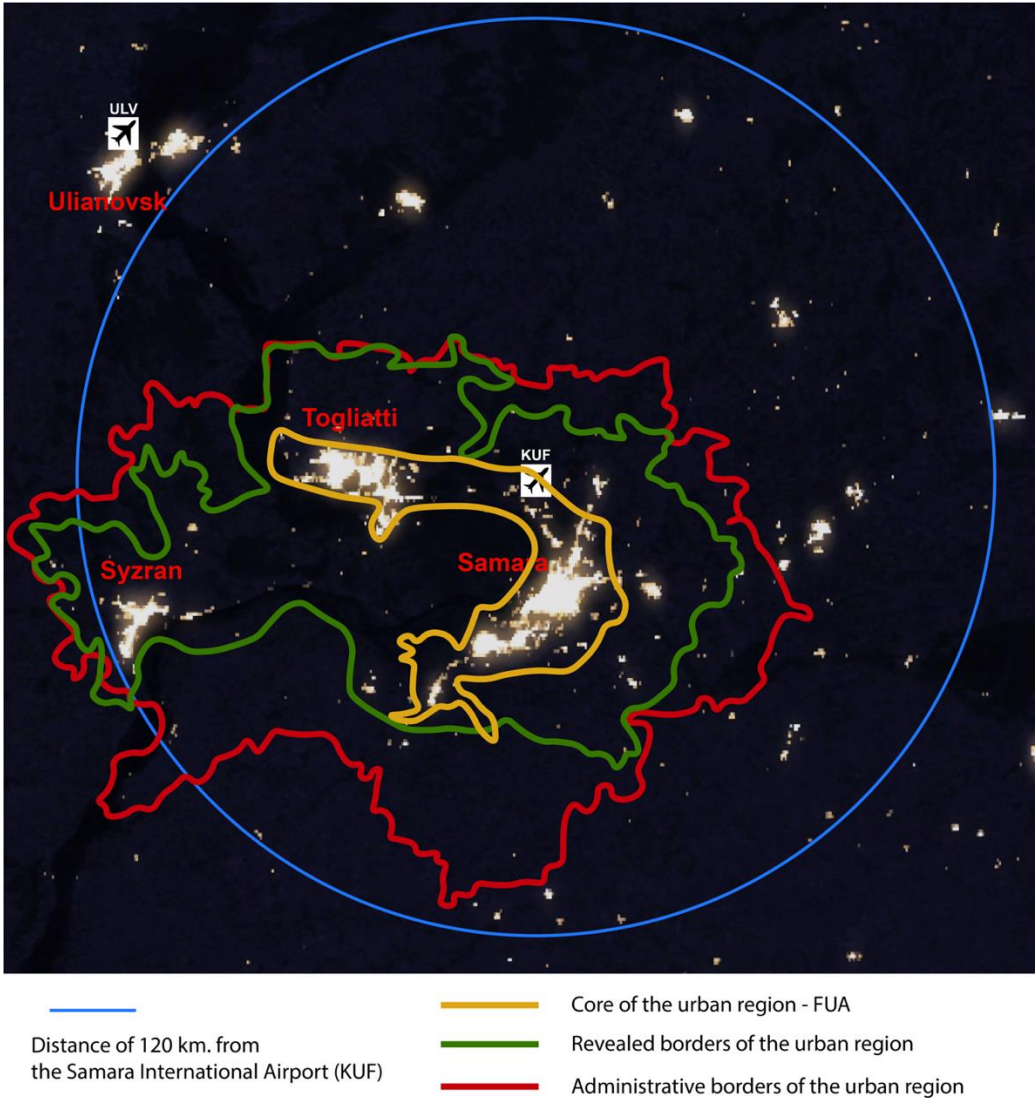 ULV
Ulianovsk
Togliatti
KUF
Samara
Syzran
Distance of 120 km. from
the Samara International Airport (KUF)
Core of the urban region - FUA
Revealed borders of the urban region
Administrative borders of the urban region